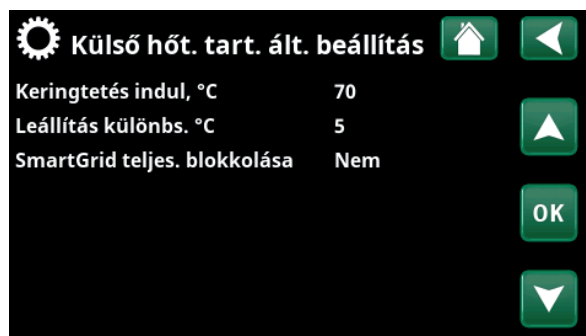 Külső hőt. tart. ált. beállítás
Keringtetés indul, °C 70
Leállítás különbs. °C 5
SmartGrid teljes. blokkolása Nem
OK